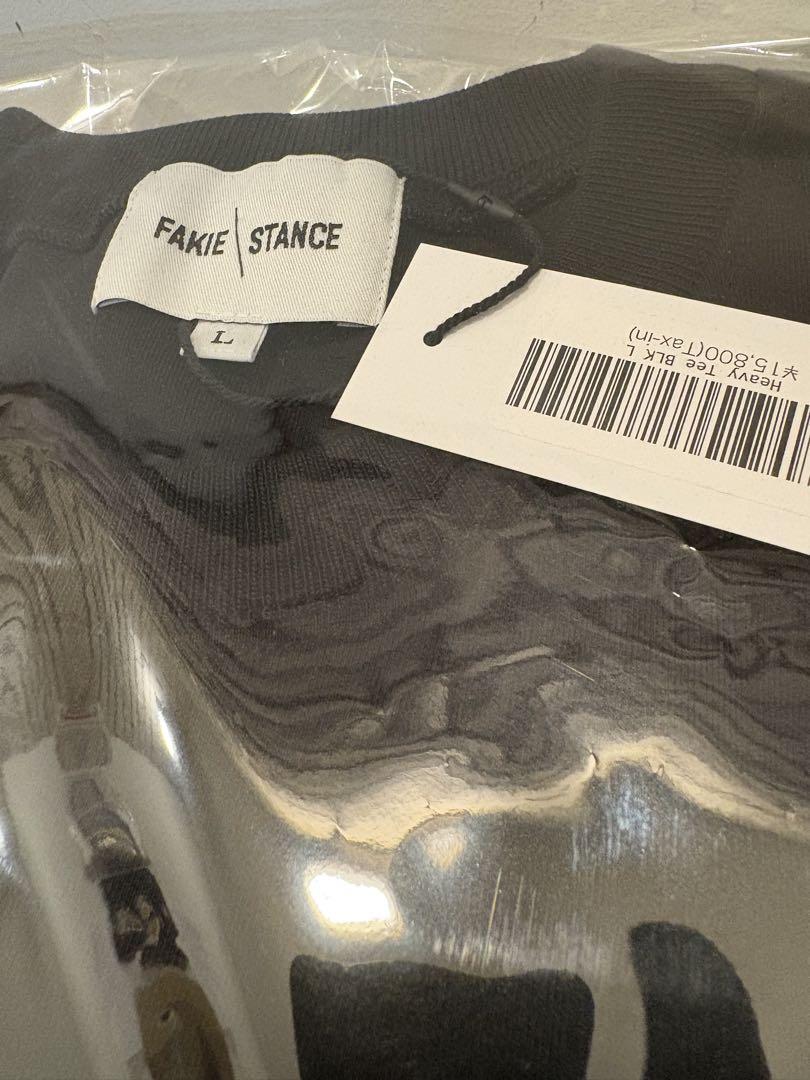 FAKIE | STANCE
L
Heavy Tee BLK L
¥15,800(Tax-in)